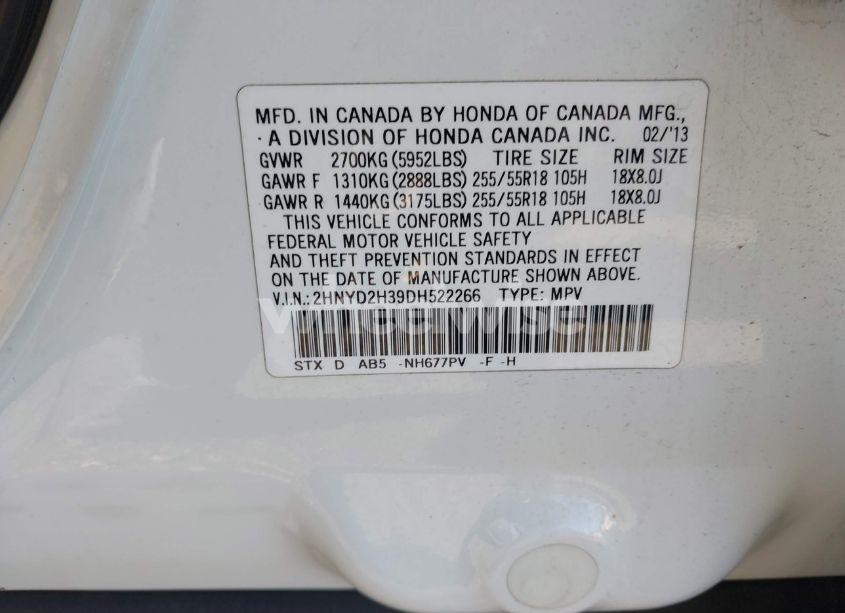 MFD. IN CANADA BY HONDA OF CANADA MFG.,
A DIVISION OF HONDA CANADA INC. 02/'13
GVWR 2700KG (5952LBS) TIRE SIZE RIM SIZE
GAWR F 1310KG (2888LBS) 255/55R18 105H 18X8.0J
GAWR R 1440KG (3175LBS) 255/55R18 105H 18X8.0J
THIS VEHICLE CONFORMS TO ALL APPLICABLE
FEDERAL MOTOR VEHICLE SAFETY
AND THEFT PREVENTION STANDARDS IN EFFECT
ON THE DATE OF MANUFACTURE SHOWN ABOVE.
V.I.N.: 2HNYD2H39DH522266 TYPE: MPV
wheelwise
STX D AB5 -NH677PV -F -H